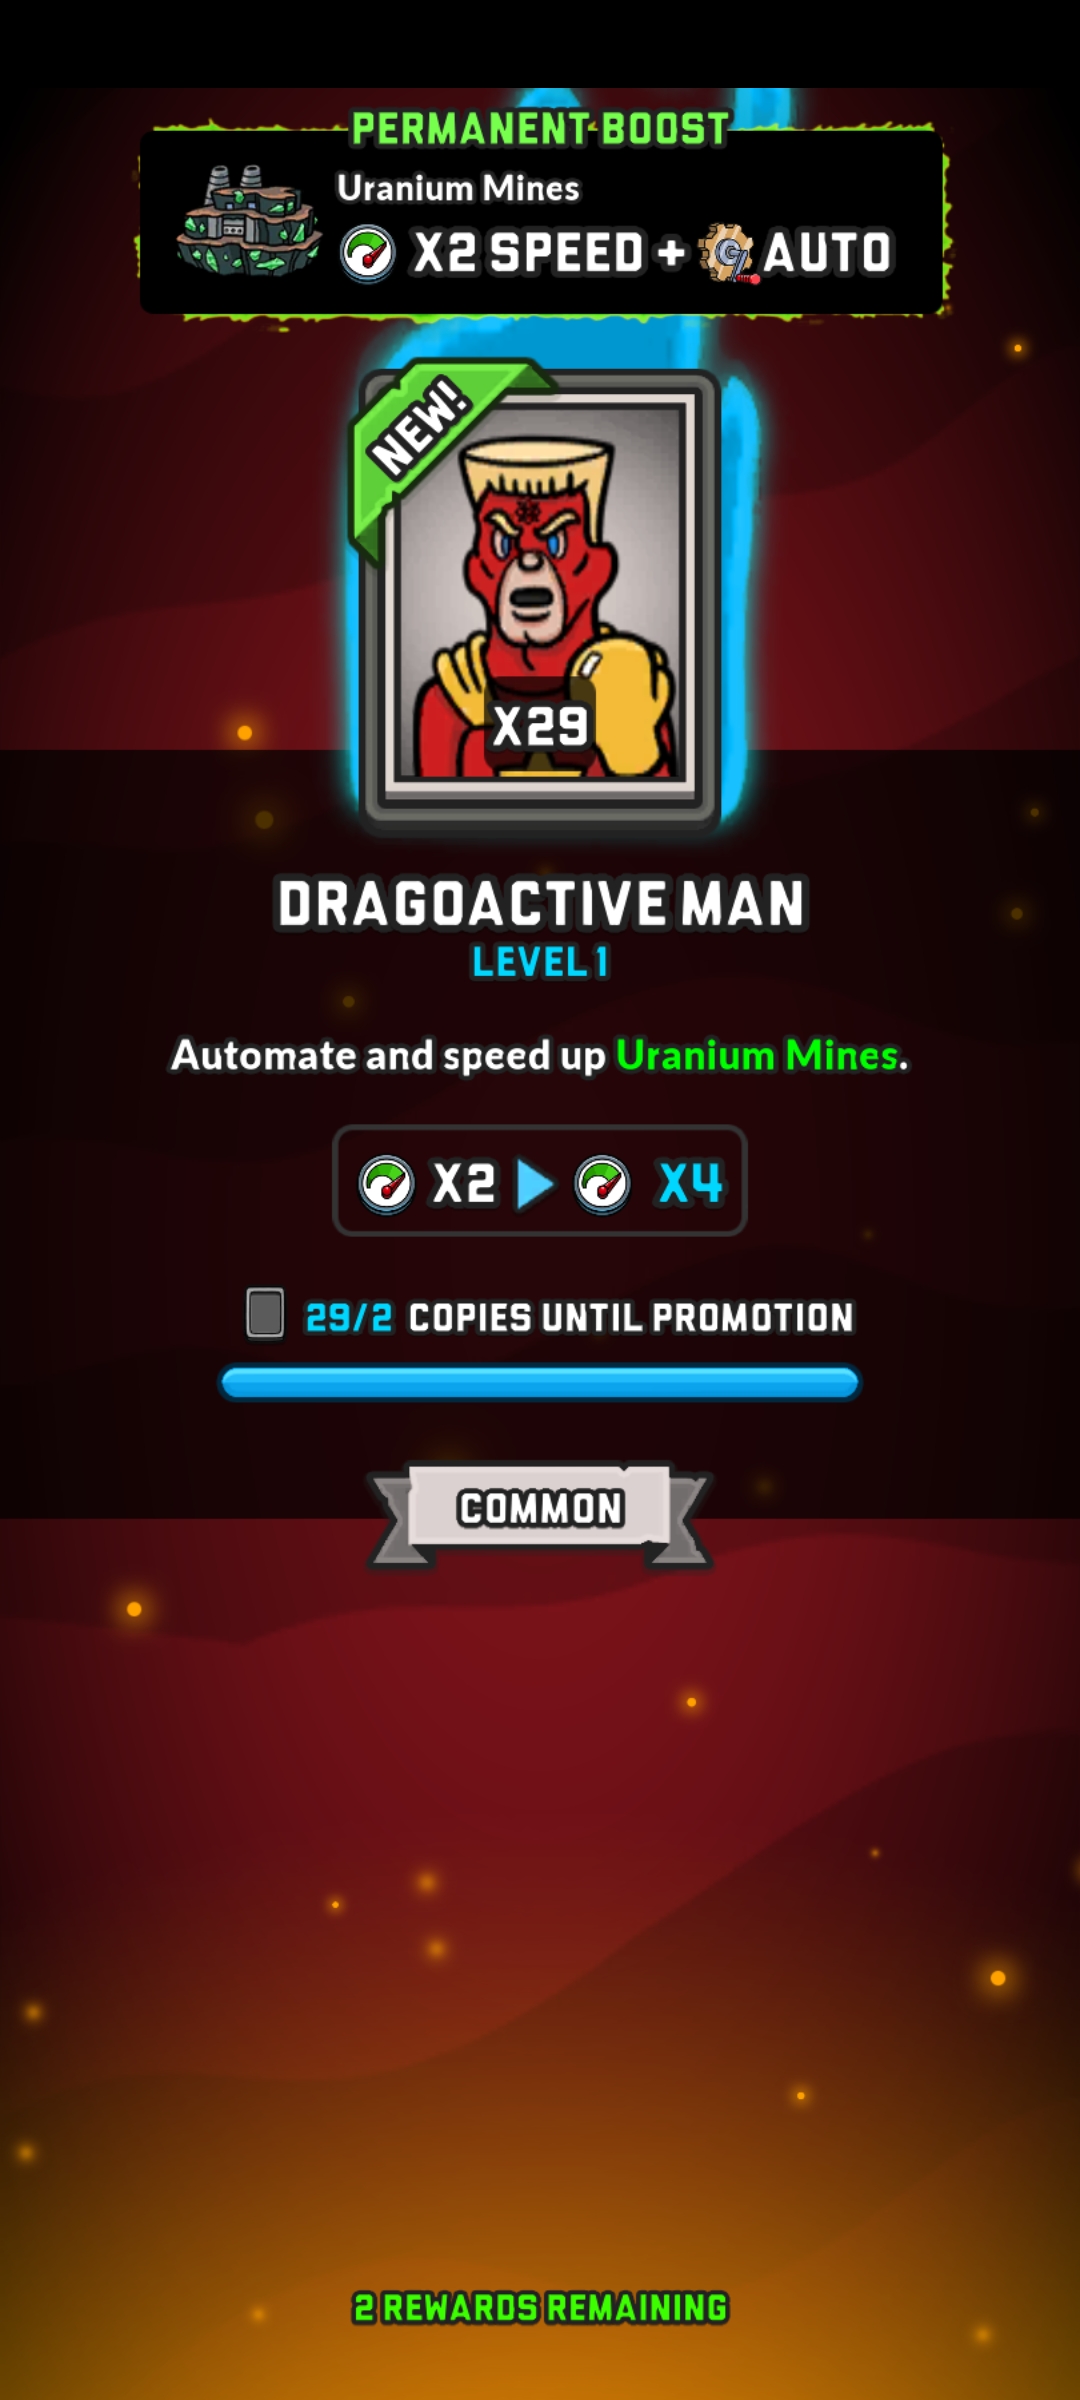 PERMANENT BOOST
Uranium Mines
X2 SPEED + AUTO
NEW!
X29
DRAGOACTIVE MAN
LEVEL 1
Automate and speed up Uranium Mines.
X2 X4
29/2 COPIES UNTIL PROMOTION
COMMON
2 REWARDS REMAINING